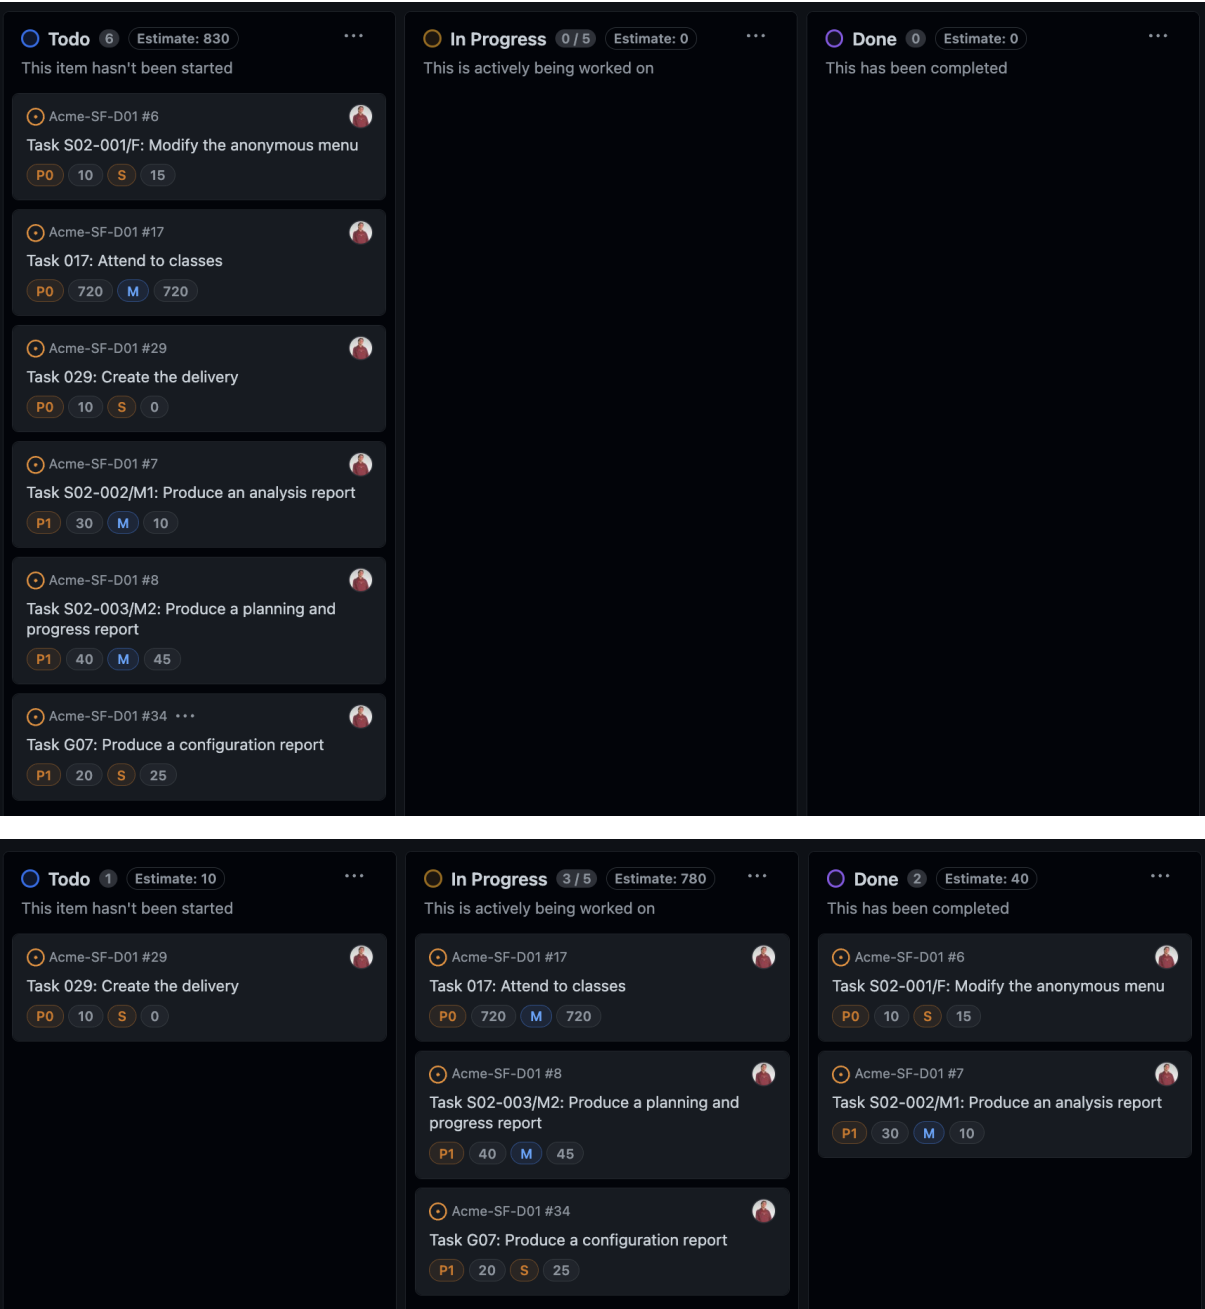 Todo 6 Estimate: 830 ...
This item hasn't been started
Acme-SF-D01 #6
Task S02-001/F: Modify the anonymous menu
P0 10 S 15
Acme-SF-D01 #17
Task 017: Attend to classes
P0 720 M 720
Acme-SF-D01 #29
Task 029: Create the delivery
P0 10 S 0
Acme-SF-D01 #7
Task S02-002/M1: Produce an analysis report
P1 30 M 10
Acme-SF-D01 #8
Task S02-003/M2: Produce a planning and
progress report
P1 40 M 45
Acme-SF-D01 #34 ...
Task G07: Produce a configuration report
P1 20 S 25
In Progress 0 / 5 Estimate: 0 ...
This is actively being worked on
Done 0 Estimate: 0 ...
This has been completed
Todo 1 Estimate: 10 ...
This item hasn't been started
Acme-SF-D01 #29
Task 029: Create the delivery
P0 10 S 0
In Progress 3 / 5 Estimate: 780 ...
This is actively being worked on
Acme-SF-D01 #17
Task 017: Attend to classes
P0 720 M 720
Acme-SF-D01 #8
Task S02-003/M2: Produce a planning and
progress report
P1 40 M 45
Acme-SF-D01 #34
Task G07: Produce a configuration report
P1 20 S 25
Done 2 Estimate: 40 ...
This has been completed
Acme-SF-D01 #6
Task S02-001/F: Modify the anonymous menu
P0 10 S 15
Acme-SF-D01 #7
Task S02-002/M1: Produce an analysis report
P1 30 M 10